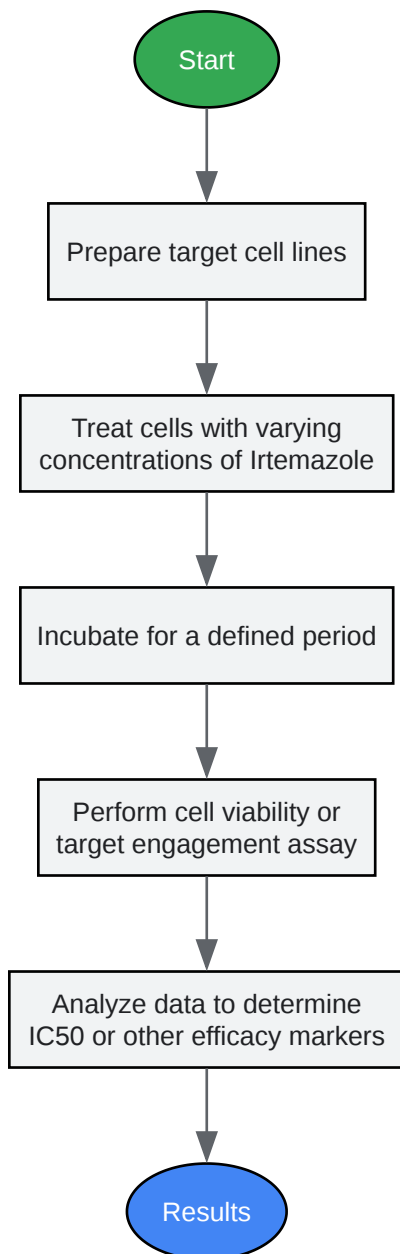 Start
Prepare target cell lines
Treat cells with varying
concentrations of Irtemazole
Incubate for a defined period
Perform cell viability or
target engagement assay
Analyze data to determine
IC50 or other efficacy markers
Results